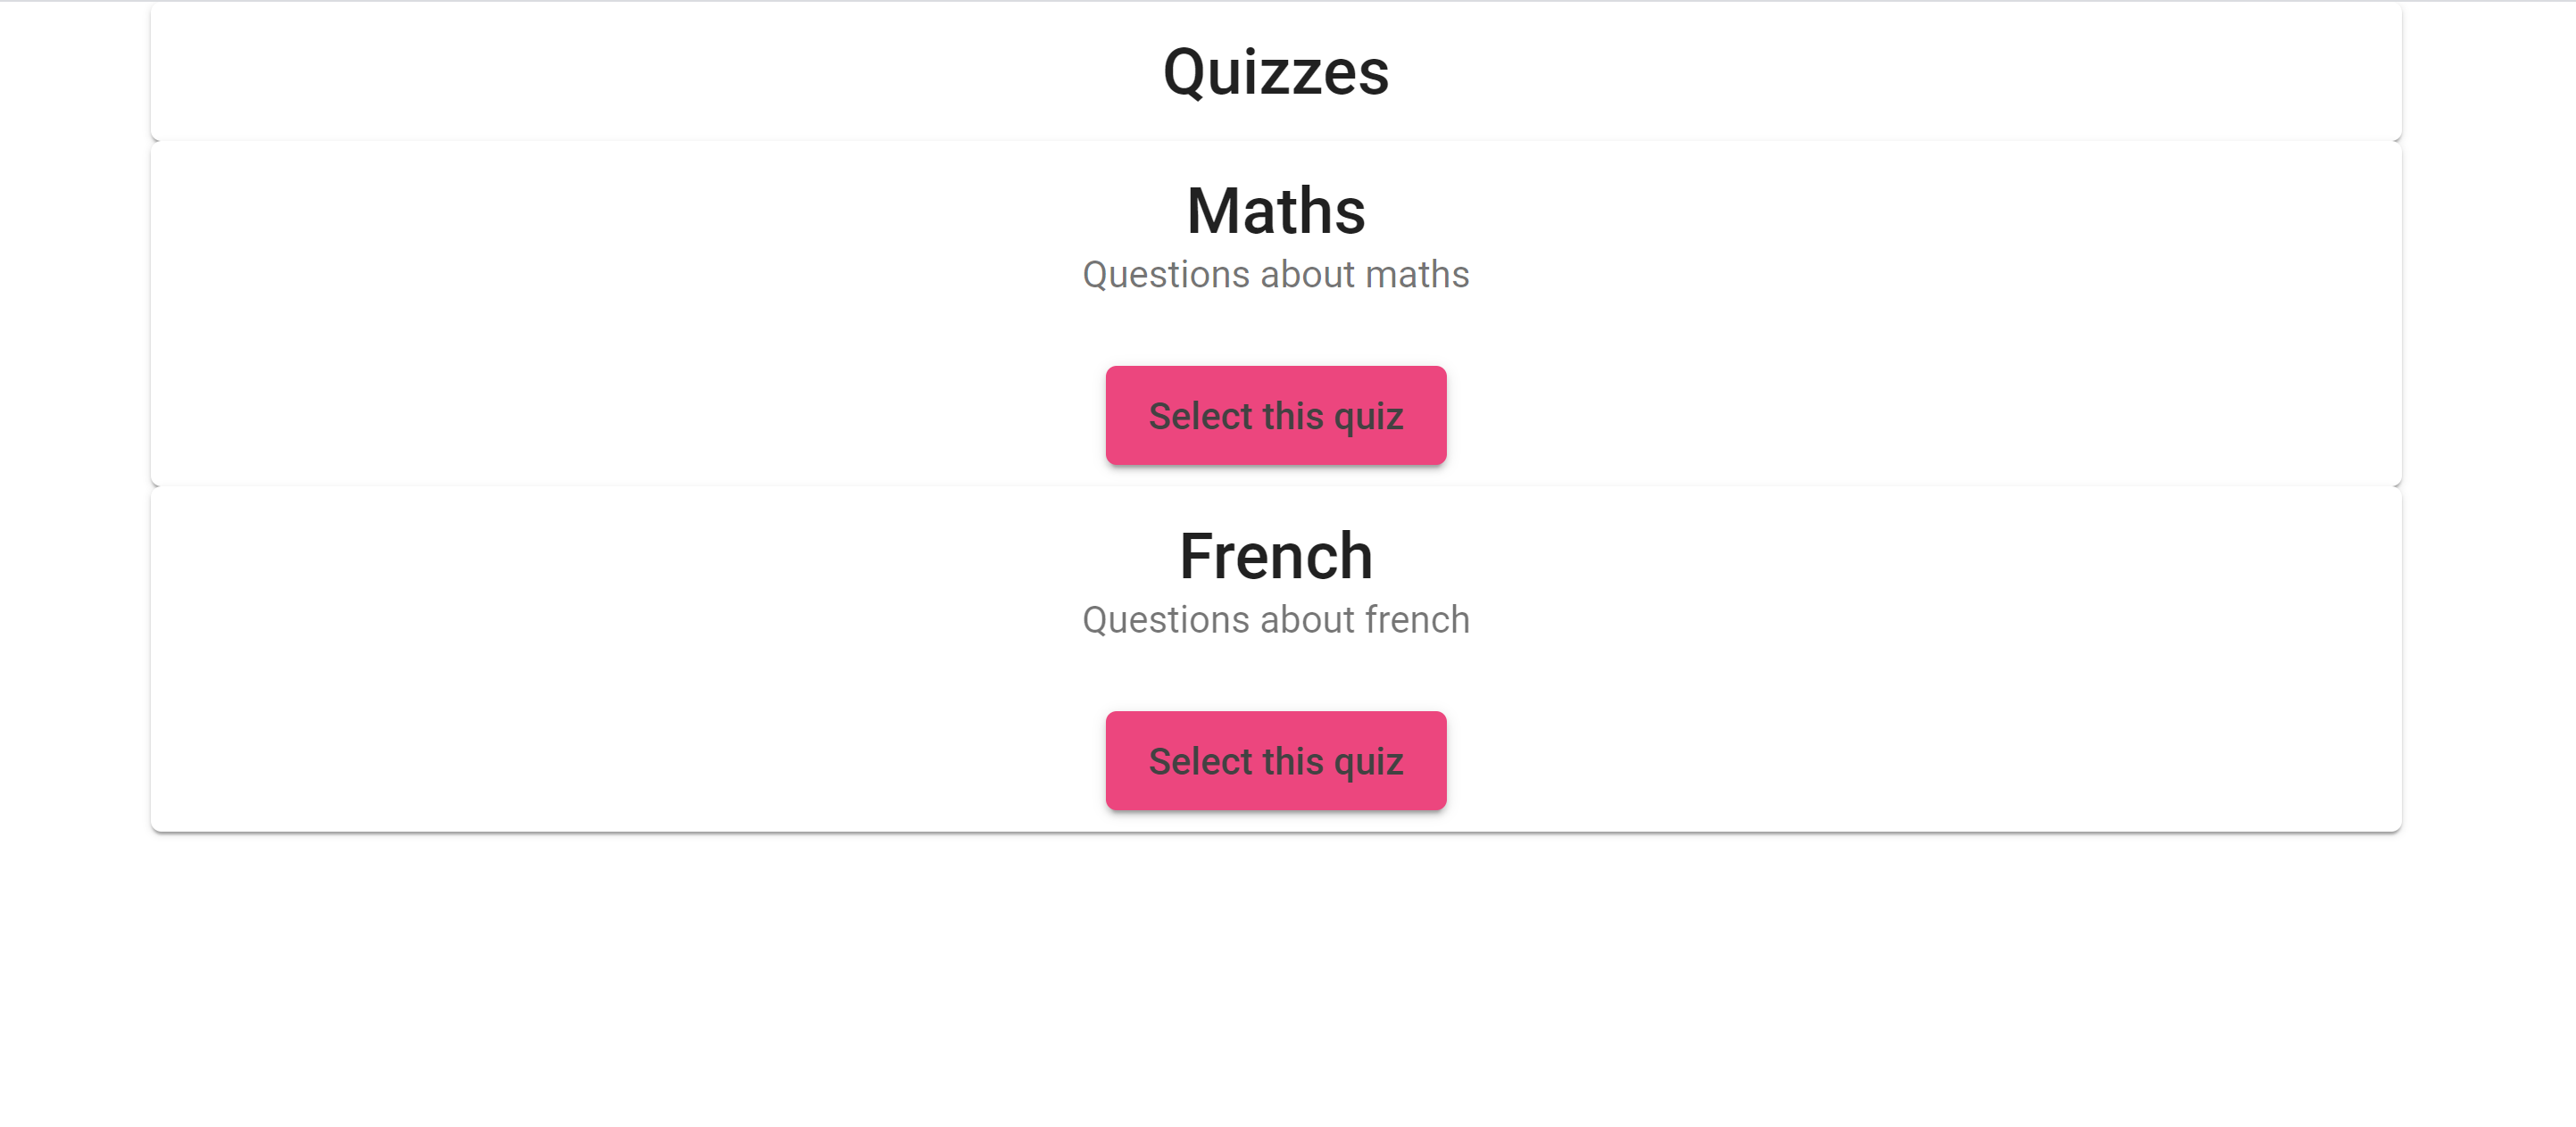 Quizzes
Maths
Questions about maths
Select this quiz
French
Questions about french
Select this quiz